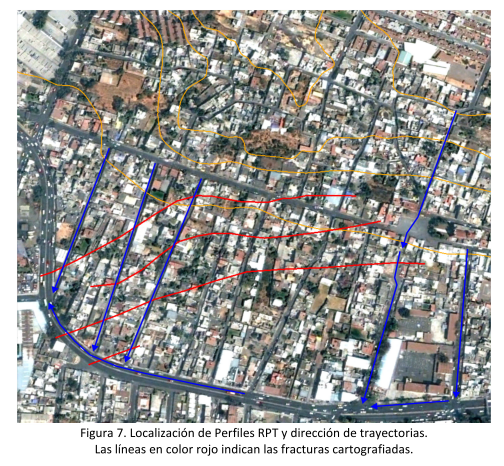 Figura 7. Localización de Perfiles RPT y dirección de trayectorias.
Las líneas en color rojo indican las fracturas cartografiadas.